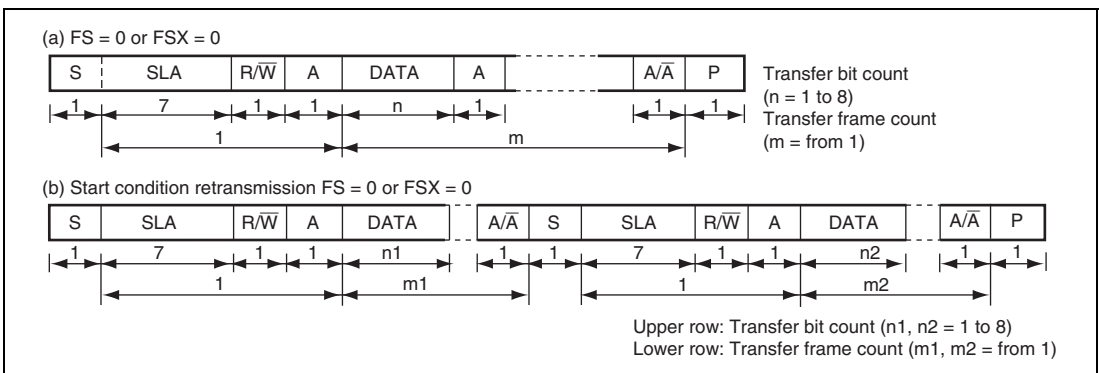 (a) FS = 0 or FSX = 0
S SLA R/W̅ A DATA A A/A̅ P
Transfer bit count
(n = 1 to 8)
Transfer frame count
(m = from 1)
1 7 1 1 n 1 1 1
1 m
(b) Start condition retransmission FS = 0 or FSX = 0
S SLA R/W̅ A DATA A/A̅ S SLA R/W̅ A DATA A/A̅ P
1 7 1 1 n1 1 1 7 1 1 n2 1 1
1 m1 1 m2
Upper row: Transfer bit count (n1, n2 = 1 to 8)
Lower row: Transfer frame count (m1, m2 = from 1)